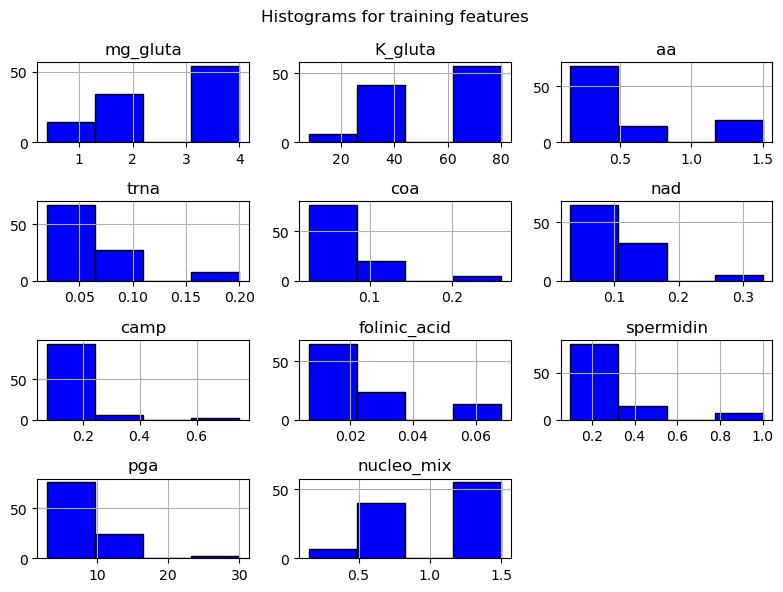 Histograms for training features
mg_gluta K_gluta aa
50 50 50
0 0 0
1 2 3 4 20 40 60 80 0.5 1.0 1.5
trna coa nad
50 50 50
0 0 0
0.05 0.10 0.15 0.20 0.1 0.2 0.1 0.2 0.3
camp folinic_acid spermidin
50 50 50
0 0 0
0.2 0.4 0.6 0.02 0.04 0.06 0.2 0.4 0.6 0.8 1.0
pga nucleo_mix
50 50
0 0
10 20 30 0.5 1.0 1.5